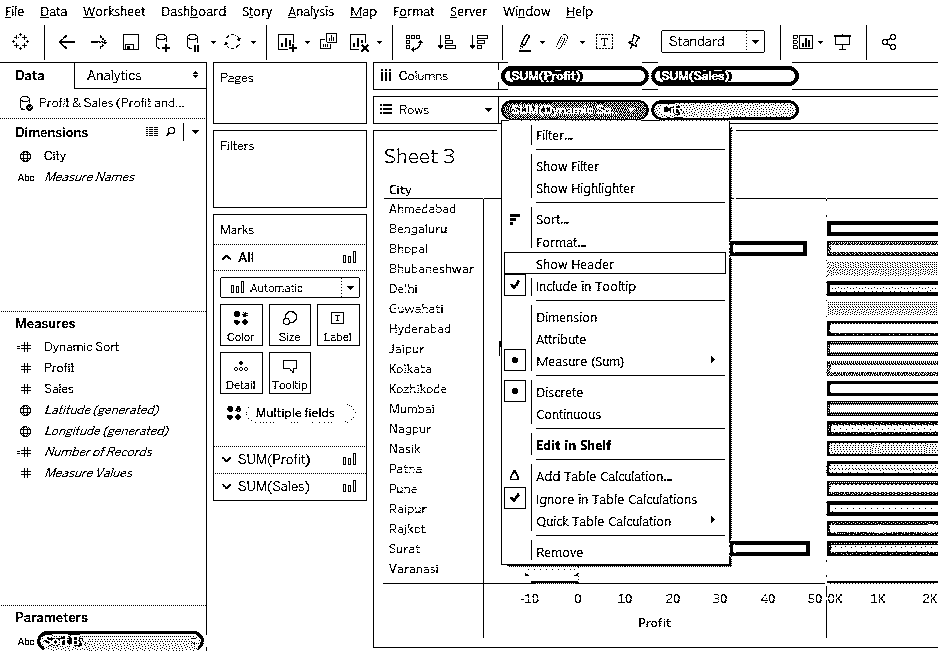 File Data Worksheet Dashboard Story Analysis Map Format Server Window Help
Standard
Data Analytics
Pages
Columns SUM(Profit) SUM(Sales)
Profit & Sales (Profit and...
Rows SUM(Dynamic So.. City
Dimensions
City
Abc Measure Names
Filters
Marks
All
Automatic
Color Size Label
Detail Tooltip
Multiple fields
SUM(Profit)
SUM(Sales)
Measures
Dynamic Sort
Profit
Sales
Latitude (generated)
Longitude (generated)
Number of Records
Measure Values
Parameters
Abc Sort By
Sheet 3
City
Ahmedabad
Bengaluru
Bhopal
Bhubaneshwar
Delhi
Guwahati
Hyderabad
Jaipur
Kolkata
Kozhikode
Mumbai
Nagpur
Nasik
Patna
Pune
Raipur
Rajkot
Surat
Varanasi
Filter...
Show Filter
Show Highlighter
Sort...
Format...
Show Header
Include in Tooltip
Dimension
Attribute
Measure (Sum)
Discrete
Continuous
Edit in Shelf
Add Table Calculation...
Ignore in Table Calculations
Quick Table Calculation
Remove
-10 0 10 20 30 40 50 0K 1K 2K
Profit